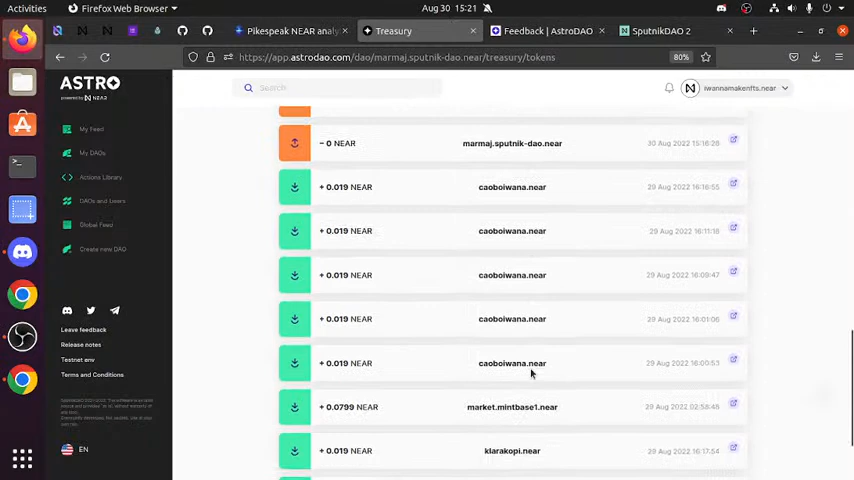 Activities
Firefox Web Browser
Aug 30 15:21
Pikespeak NEAR analy
Treasury
Feedback | AstroDAO
SputnikDAO 2
https://app.astrodao.com/dao/marmaj.sputnik-dao.near/treasury/tokens
80%
ASTRO
powered by NEAR
Search
iwannamakenfts.near
My Feed
My DAOs
Actions Library
DAOs and Users
Global Feed
Create new DAO
Leave feedback
Release notes
Testnet env
Terms and Conditions
EN
− 0 NEAR marmaj.sputnik-dao.near 30 Aug 2022 15:16:28
+ 0.019 NEAR caoboiwana.near 29 Aug 2022 16:16:55
+ 0.019 NEAR caoboiwana.near 29 Aug 2022 16:11:18
+ 0.019 NEAR caoboiwana.near 29 Aug 2022 16:09:47
+ 0.019 NEAR caoboiwana.near 29 Aug 2022 16:01:06
+ 0.019 NEAR caoboiwana.near 29 Aug 2022 16:00:53
+ 0.0799 NEAR market.mintbase1.near 29 Aug 2022 02:58:48
+ 0.019 NEAR klarakopi.near 29 Aug 2022 16:17:54